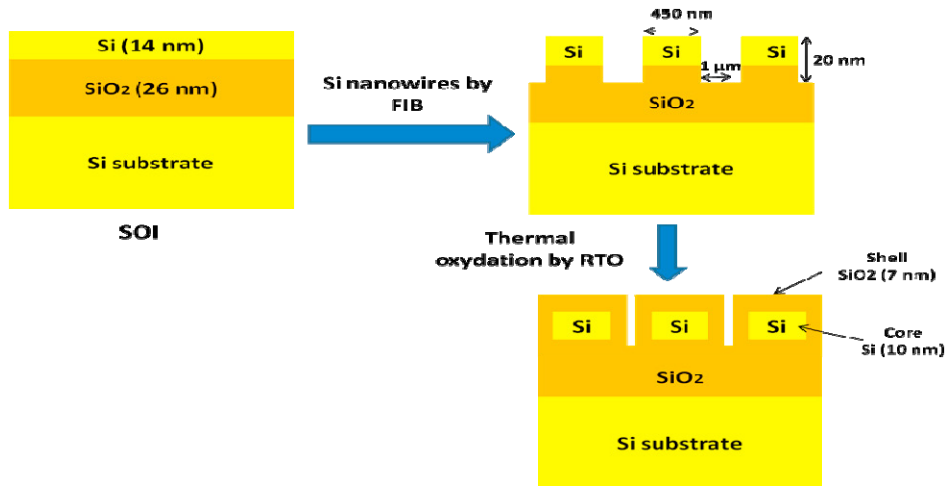 Si (14 nm)
SiO2 (26 nm)
Si substrate
SOI
Si nanowires by
FIB
450 nm
Si
Si
Si
1 µm
20 nm
SiO2
Si substrate
Thermal
oxydation by RTO
Shell
SiO2 (7 nm)
Si
Si
Si
Core
Si (10 nm)
SiO2
Si substrate